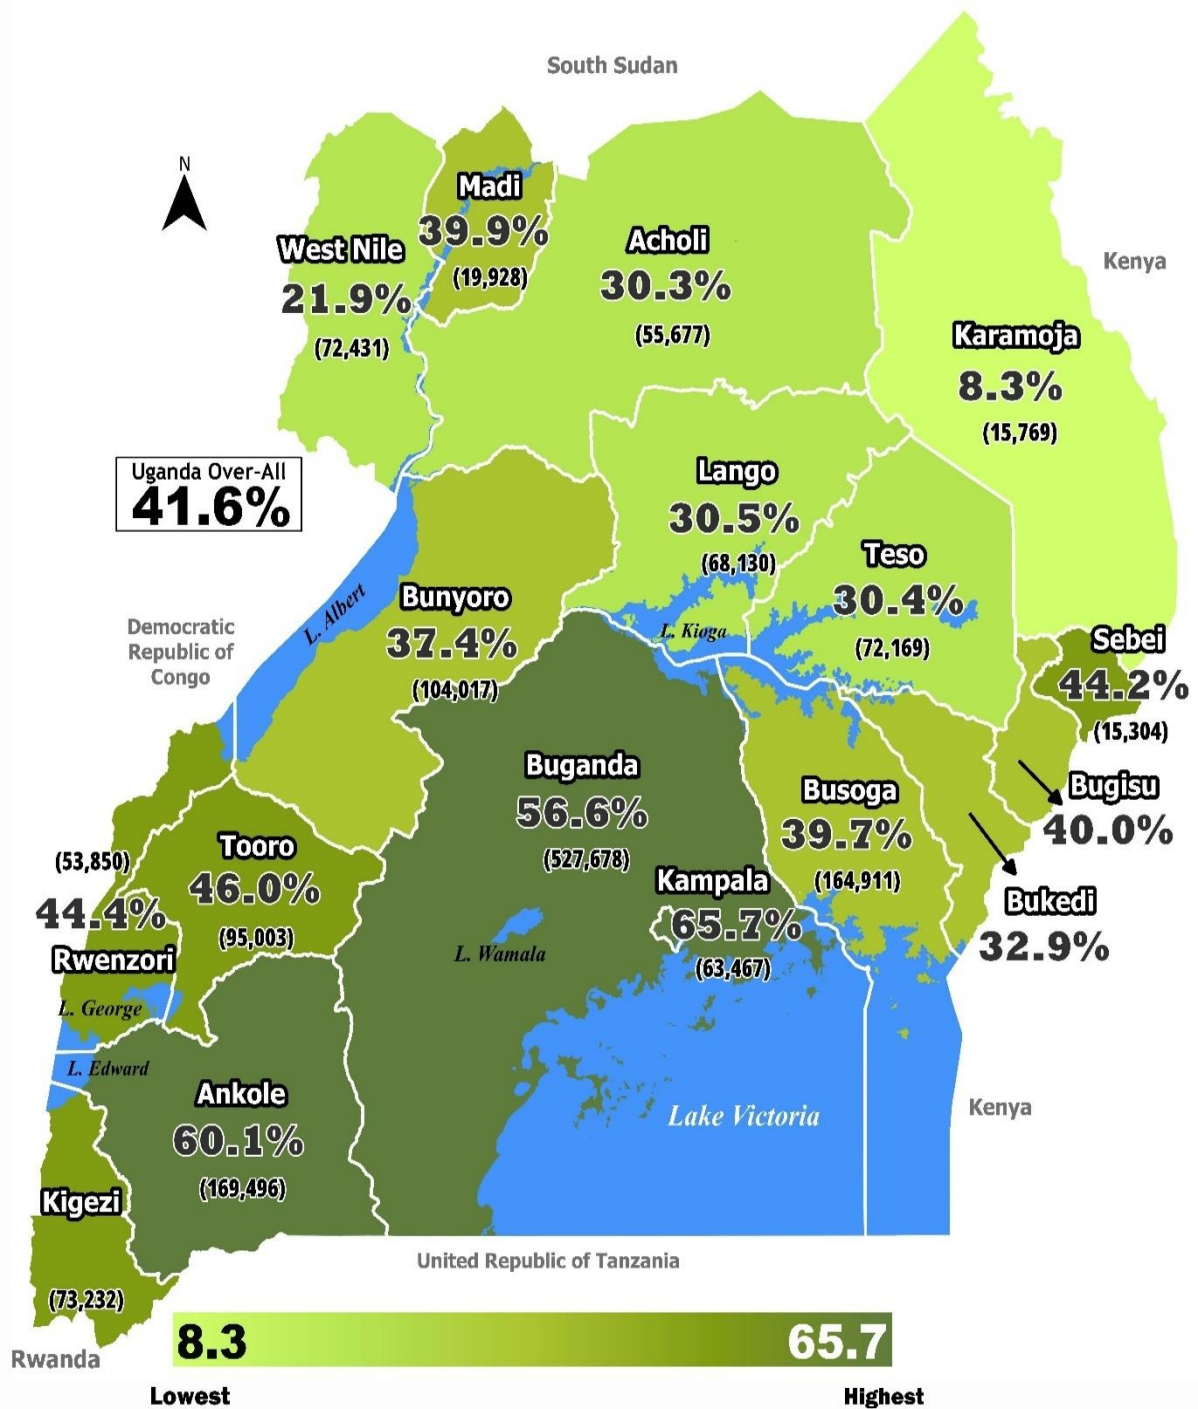 South Sudan
N
Madi
39.9%
(19,928)
West Nile
21.9%
(72,431)
Acholi
30.3%
(55,677)
Kenya
Karamoja
8.3%
(15,769)
Uganda Over-All
41.6%
Lango
30.5%
(68,130)
Teso
30.4%
(72,169)
L. Albert
Bunyoro
37.4%
(104,017)
L. Kioga
Democratic
Republic of
Congo
Sebei
44.2%
(15,304)
Buganda
56.6%
(527,678)
Busoga
39.7%
(164,911)
Bugisu
40.0%
Tooro
46.0%
(95,003)
(53,850)
44.4%
Rwenzori
Kampala
65.7%
(63,467)
Bukedi
32.9%
L. Wamala
L. George
L. Edward
Ankole
60.1%
(169,496)
Lake Victoria
Kenya
Kigezi
(73,232)
United Republic of Tanzania
Rwanda
8.3
65.7
Lowest
Highest